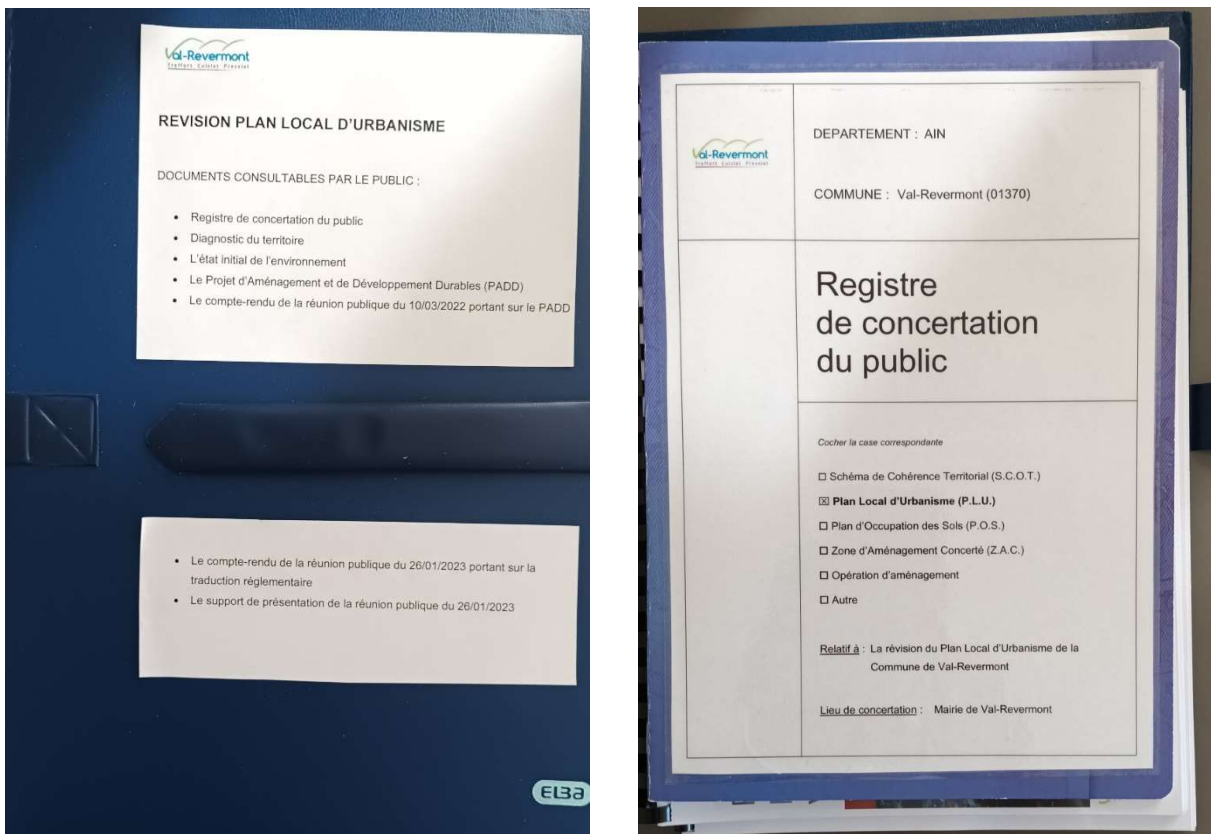 Val-Revermont
Treffort Cuisiat Pressiat
REVISION PLAN LOCAL D'URBANISME
DOCUMENTS CONSULTABLES PAR LE PUBLIC :
• Registre de concertation du public
• Diagnostic du territoire
• L'état initial de l'environnement
• Le Projet d'Aménagement et de Développement Durables (PADD)
• Le compte-rendu de la réunion publique du 10/03/2022 portant sur le PADD
• Le compte-rendu de la réunion publique du 26/01/2023 portant sur la
traduction réglementaire
• Le support de présentation de la réunion publique du 26/01/2023
ELBA
Val-Revermont
Treffort Cuisiat Pressiat
DEPARTEMENT : AIN
COMMUNE : Val-Revermont (01370)
Registre
de concertation
du public
Cocher la case correspondante
☐ Schéma de Cohérence Territorial (S.C.O.T.)
☒ Plan Local d'Urbanisme (P.L.U.)
☐ Plan d'Occupation des Sols (P.O.S.)
☐ Zone d'Aménagement Concerté (Z.A.C.)
☐ Opération d'aménagement
☐ Autre
Relatif à : La révision du Plan Local d'Urbanisme de la
Commune de Val-Revermont
Lieu de concertation : Mairie de Val-Revermont